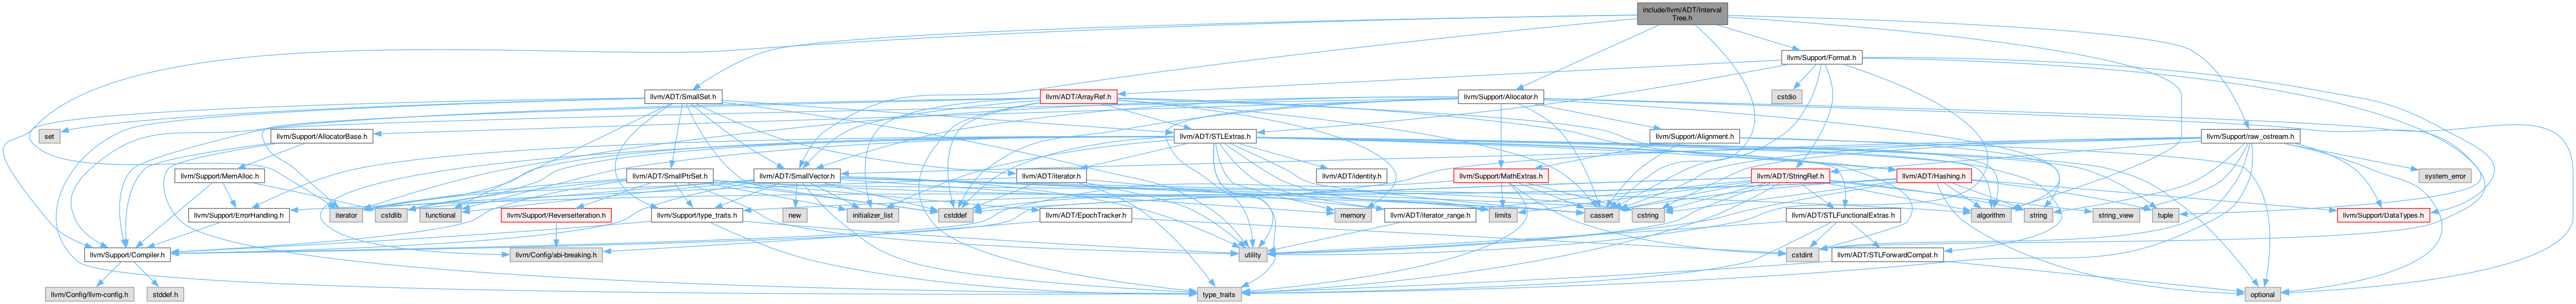 include/llvm/ADT/Interval
Tree.h
llvm/Support/Format.h
llvm/ADT/SmallSet.h
llvm/ADT/ArrayRef.h
llvm/Support/Allocator.h
cstdio
set
llvm/Support/AllocatorBase.h
llvm/ADT/STLExtras.h
llvm/Support/Alignment.h
llvm/Support/raw_ostream.h
llvm/Support/MemAlloc.h
llvm/ADT/SmallPtrSet.h
llvm/ADT/SmallVector.h
llvm/ADT/iterator.h
llvm/ADT/identity.h
llvm/Support/MathExtras.h
llvm/ADT/StringRef.h
llvm/ADT/Hashing.h
system_error
llvm/Support/ErrorHandling.h
iterator
cstdlib
functional
llvm/Support/ReverseIteration.h
llvm/Support/type_traits.h
new
initializer_list
cstddef
llvm/ADT/EpochTracker.h
memory
llvm/ADT/iterator_range.h
limits
cassert
cstring
llvm/ADT/STLFunctionalExtras.h
algorithm
string
string_view
tuple
llvm/Support/DataTypes.h
llvm/Support/Compiler.h
llvm/Config/abi-breaking.h
utility
cstdint
llvm/ADT/STLForwardCompat.h
llvm/Config/llvm-config.h
stddef.h
type_traits
optional